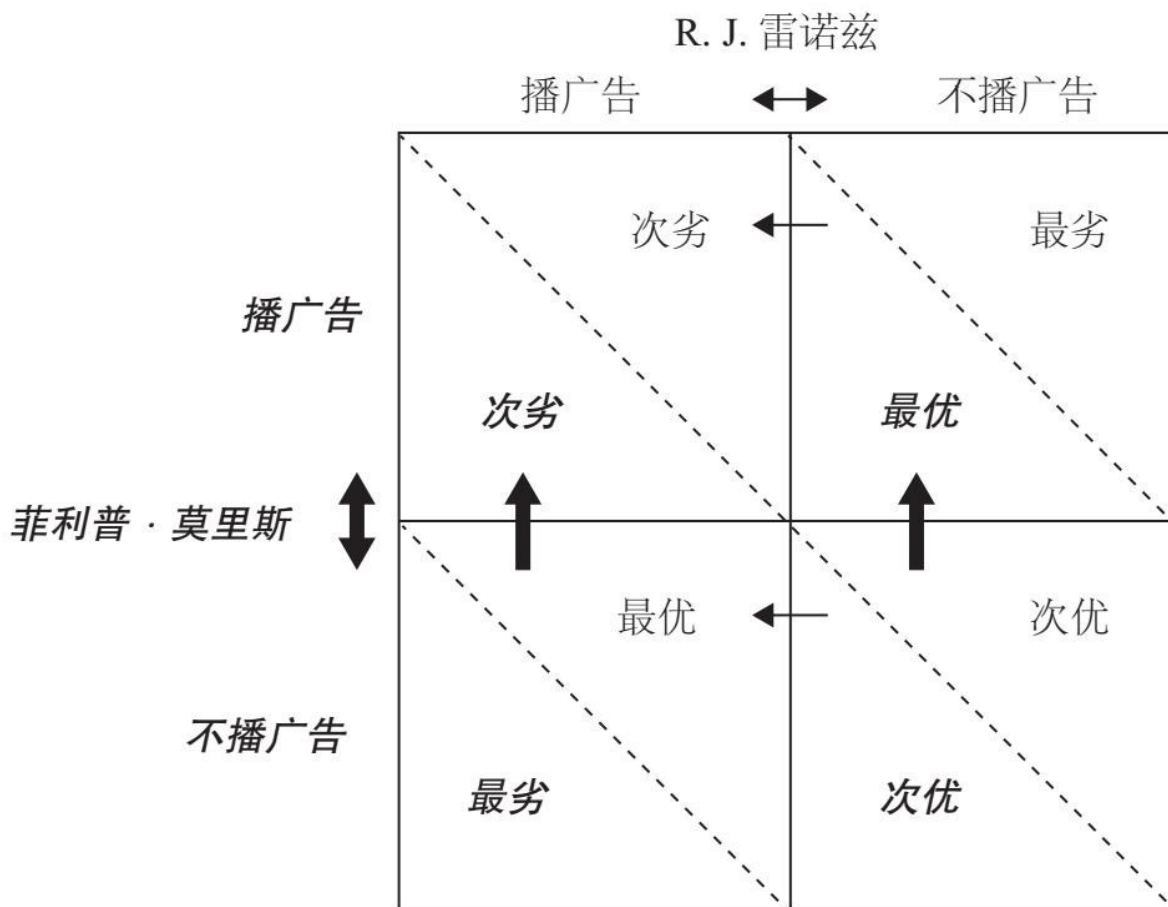 R. J. 雷诺兹
播广告 不播广告
次劣 最劣
播广告
次劣 最优
菲利普·莫里斯
最优 次优
不播广告
最劣 次优